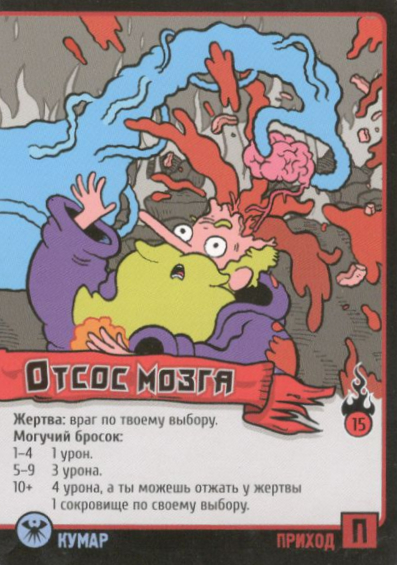 Отсос мозга
Жертва: враг по твоему выбору.
Могучий бросок:
1–4 1 урон.
5–9 3 урона.
10+ 4 урона, а ты можешь отжать у жертвы
1 сокровище по своему выбору.
15
КУМАР
ПРИХОД П